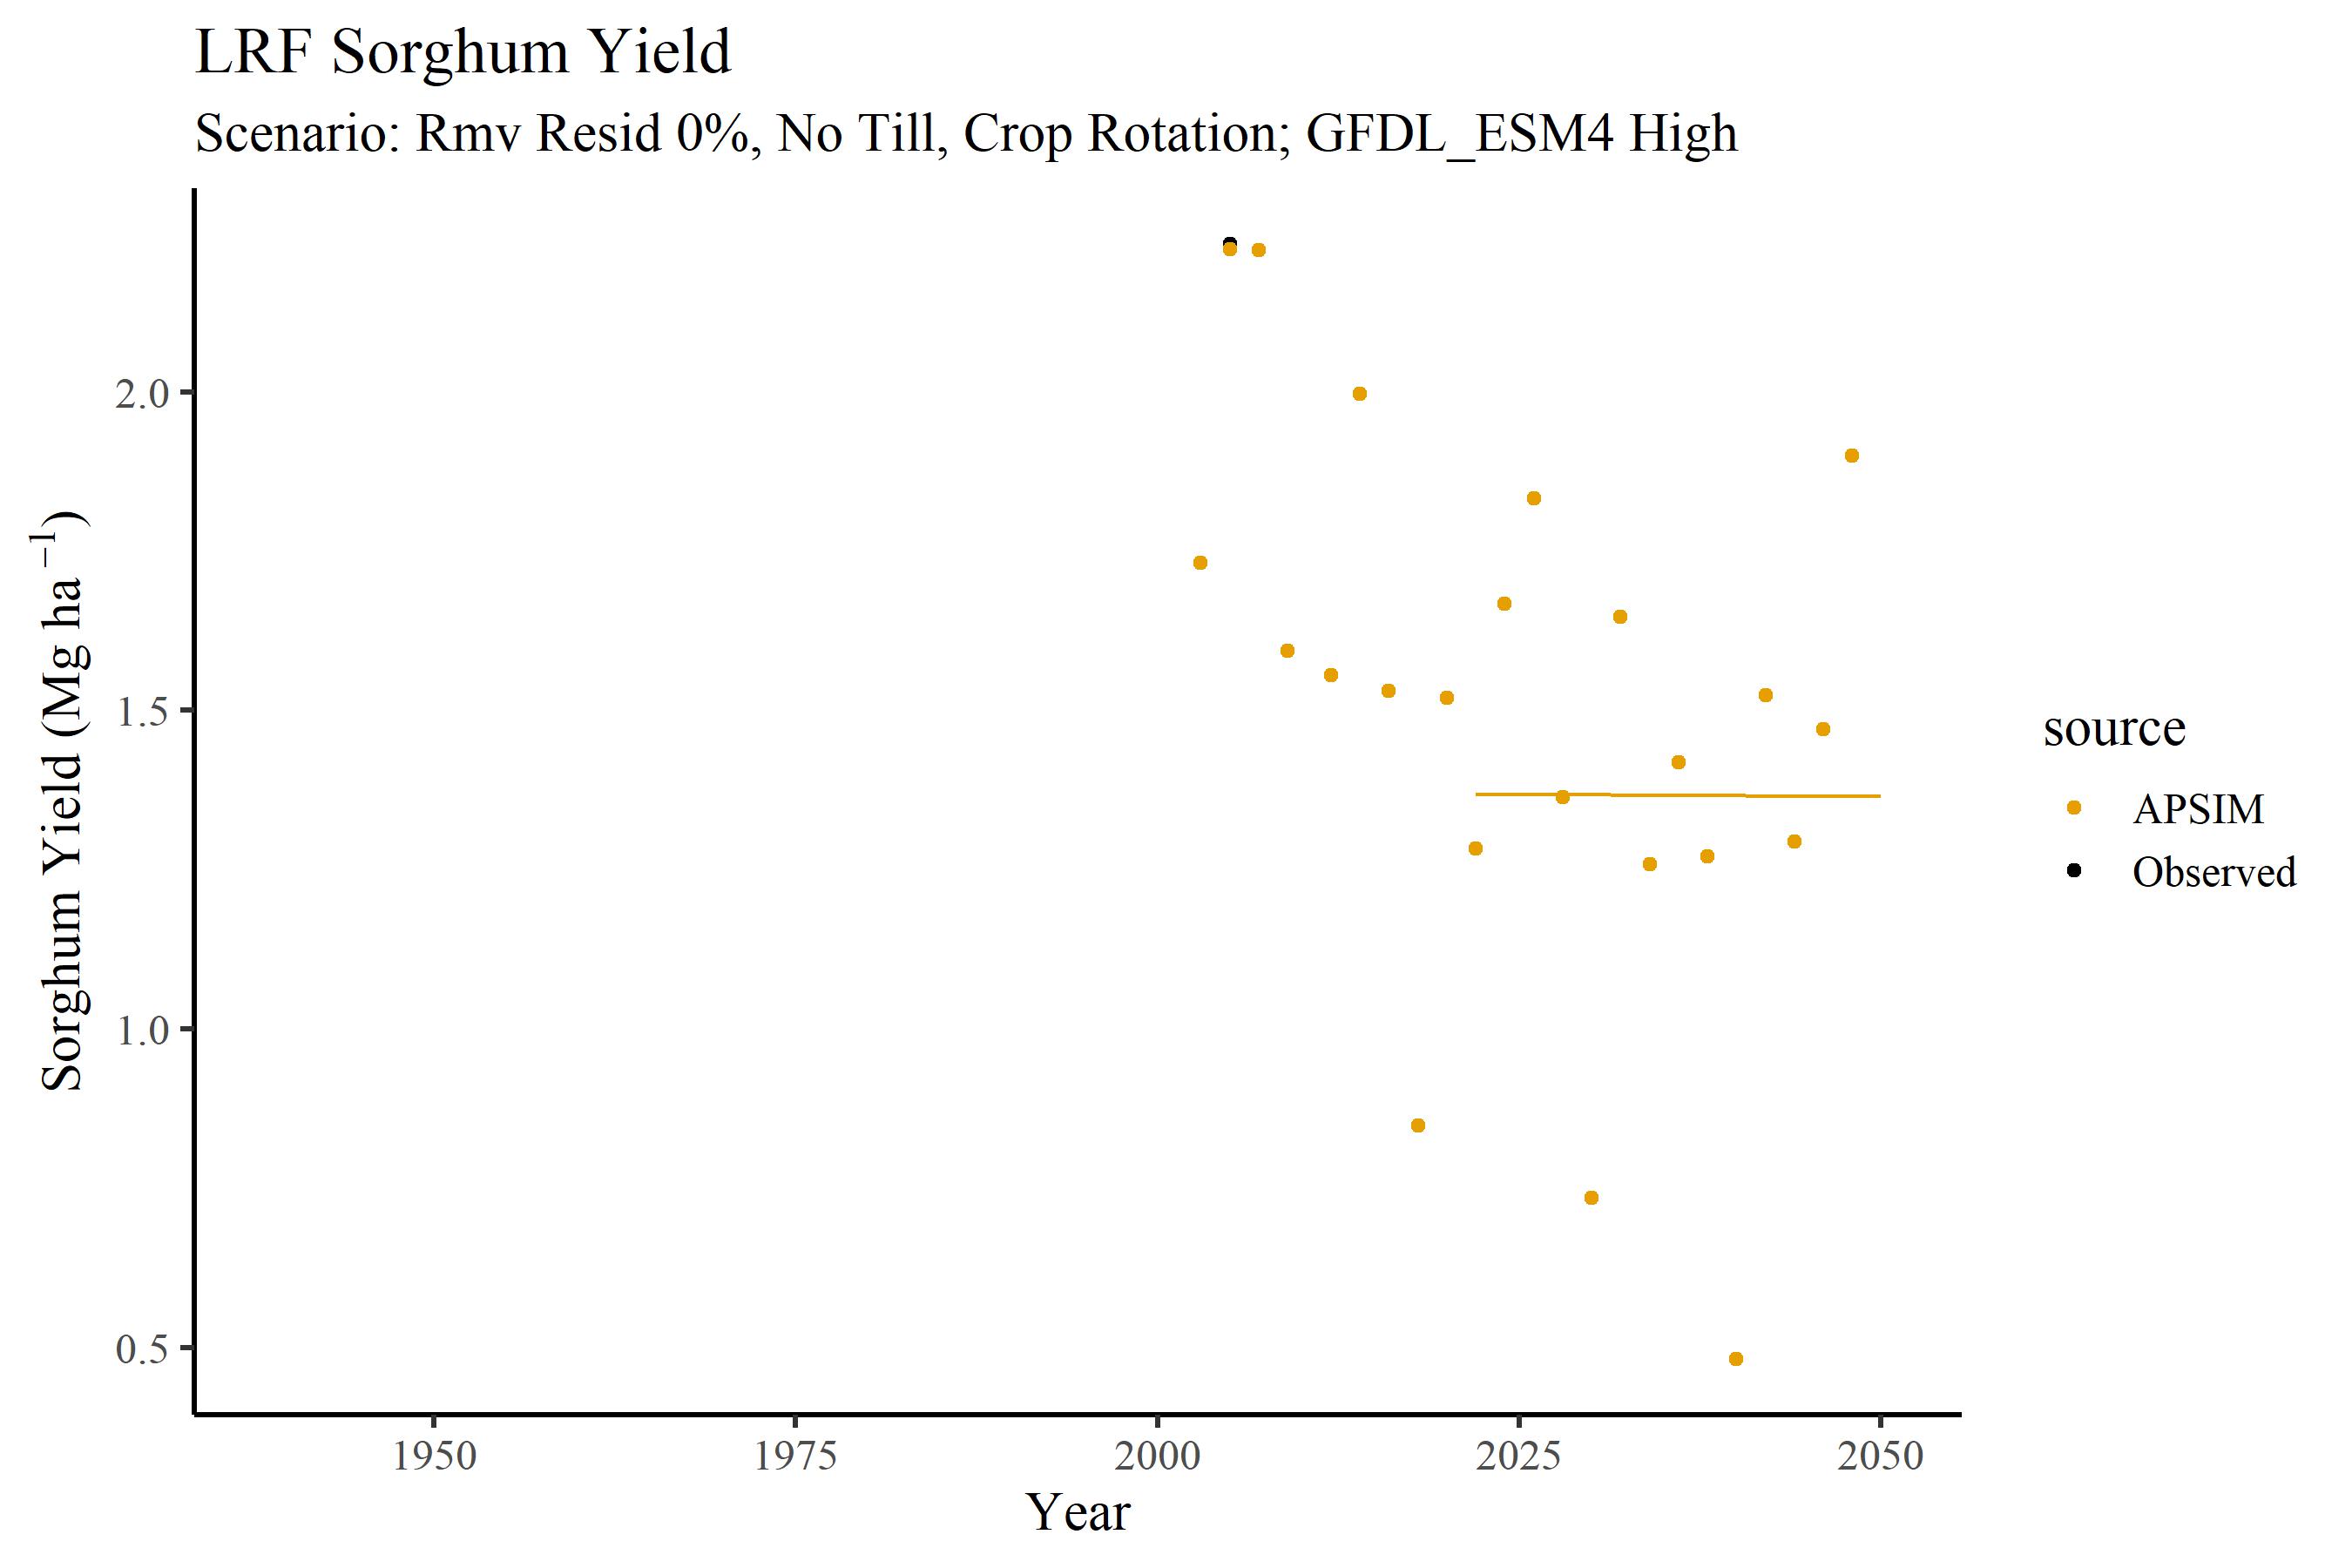 LRF Sorghum Yield
Scenario: Rmv Resid 0%, No Till, Crop Rotation; GFDL_ESM4 High
Sorghum Yield (Mg ha⁻¹)
2.0
1.5
1.0
0.5
1950 1975 2000 2025 2050
Year
source
APSIM
Observed